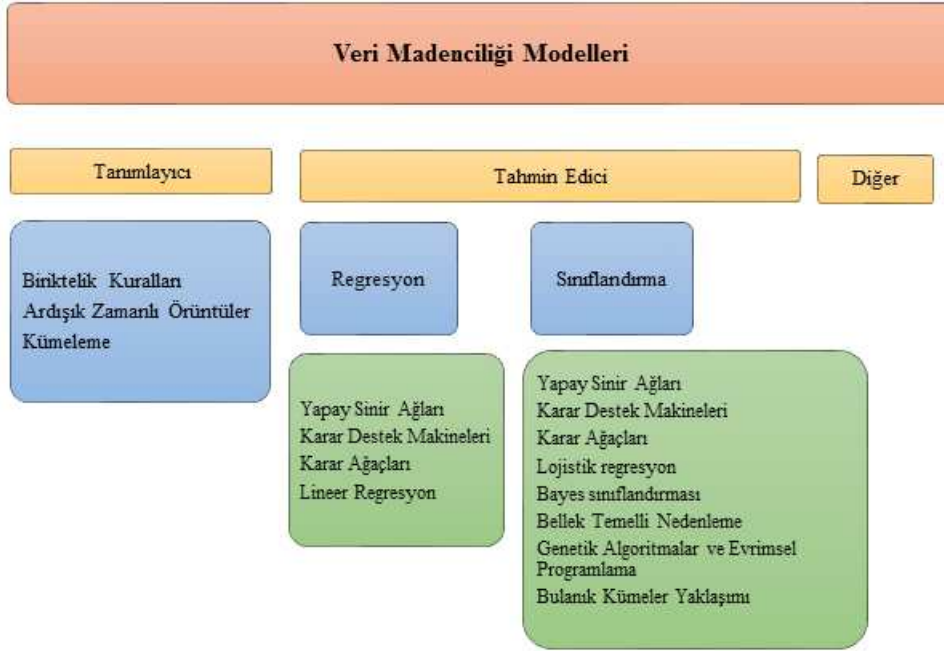 Veri Madenciliği Modelleri
Tanımlayıcı
Tahmin Edici
Diğer
Biriktelik Kuralları
Ardışık Zamanlı Örüntüler
Kümeleme
Regresyon
Sınıflandırma
Yapay Sinir Ağları
Karar Destek Makineleri
Karar Ağaçları
Lineer Regresyon
Yapay Sinir Ağları
Karar Destek Makineleri
Karar Ağaçları
Lojistik regresyon
Bayes sınıflandırması
Bellek Temelli Nedenleme
Genetik Algoritmalar ve Evrimsel
Programlama
Bulanık Kümeler Yaklaşımı